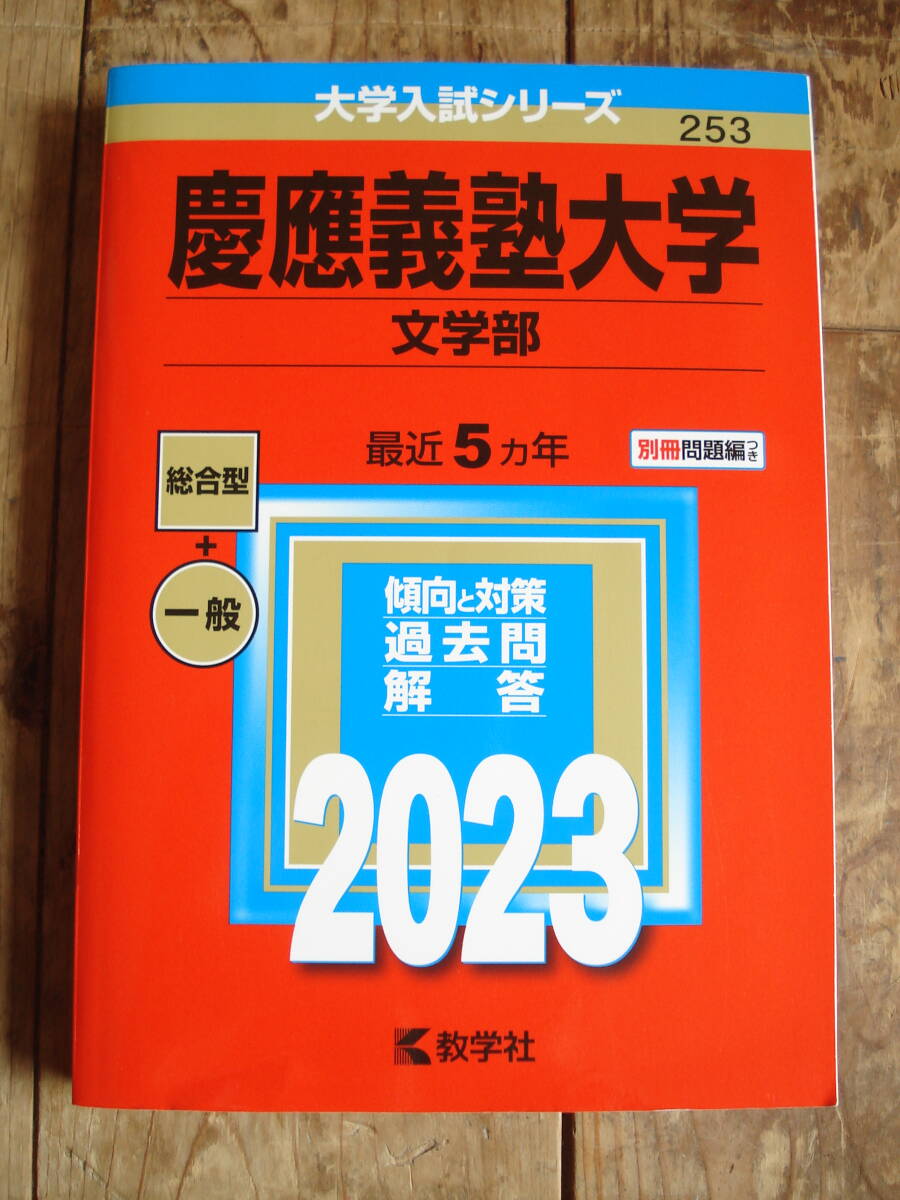 大学入試シリーズ
253
慶應義塾大学
文学部
最近5ヵ年
別冊問題編つき
総合型
+
一般
傾向と対策
過去問
解答
2023
教学社